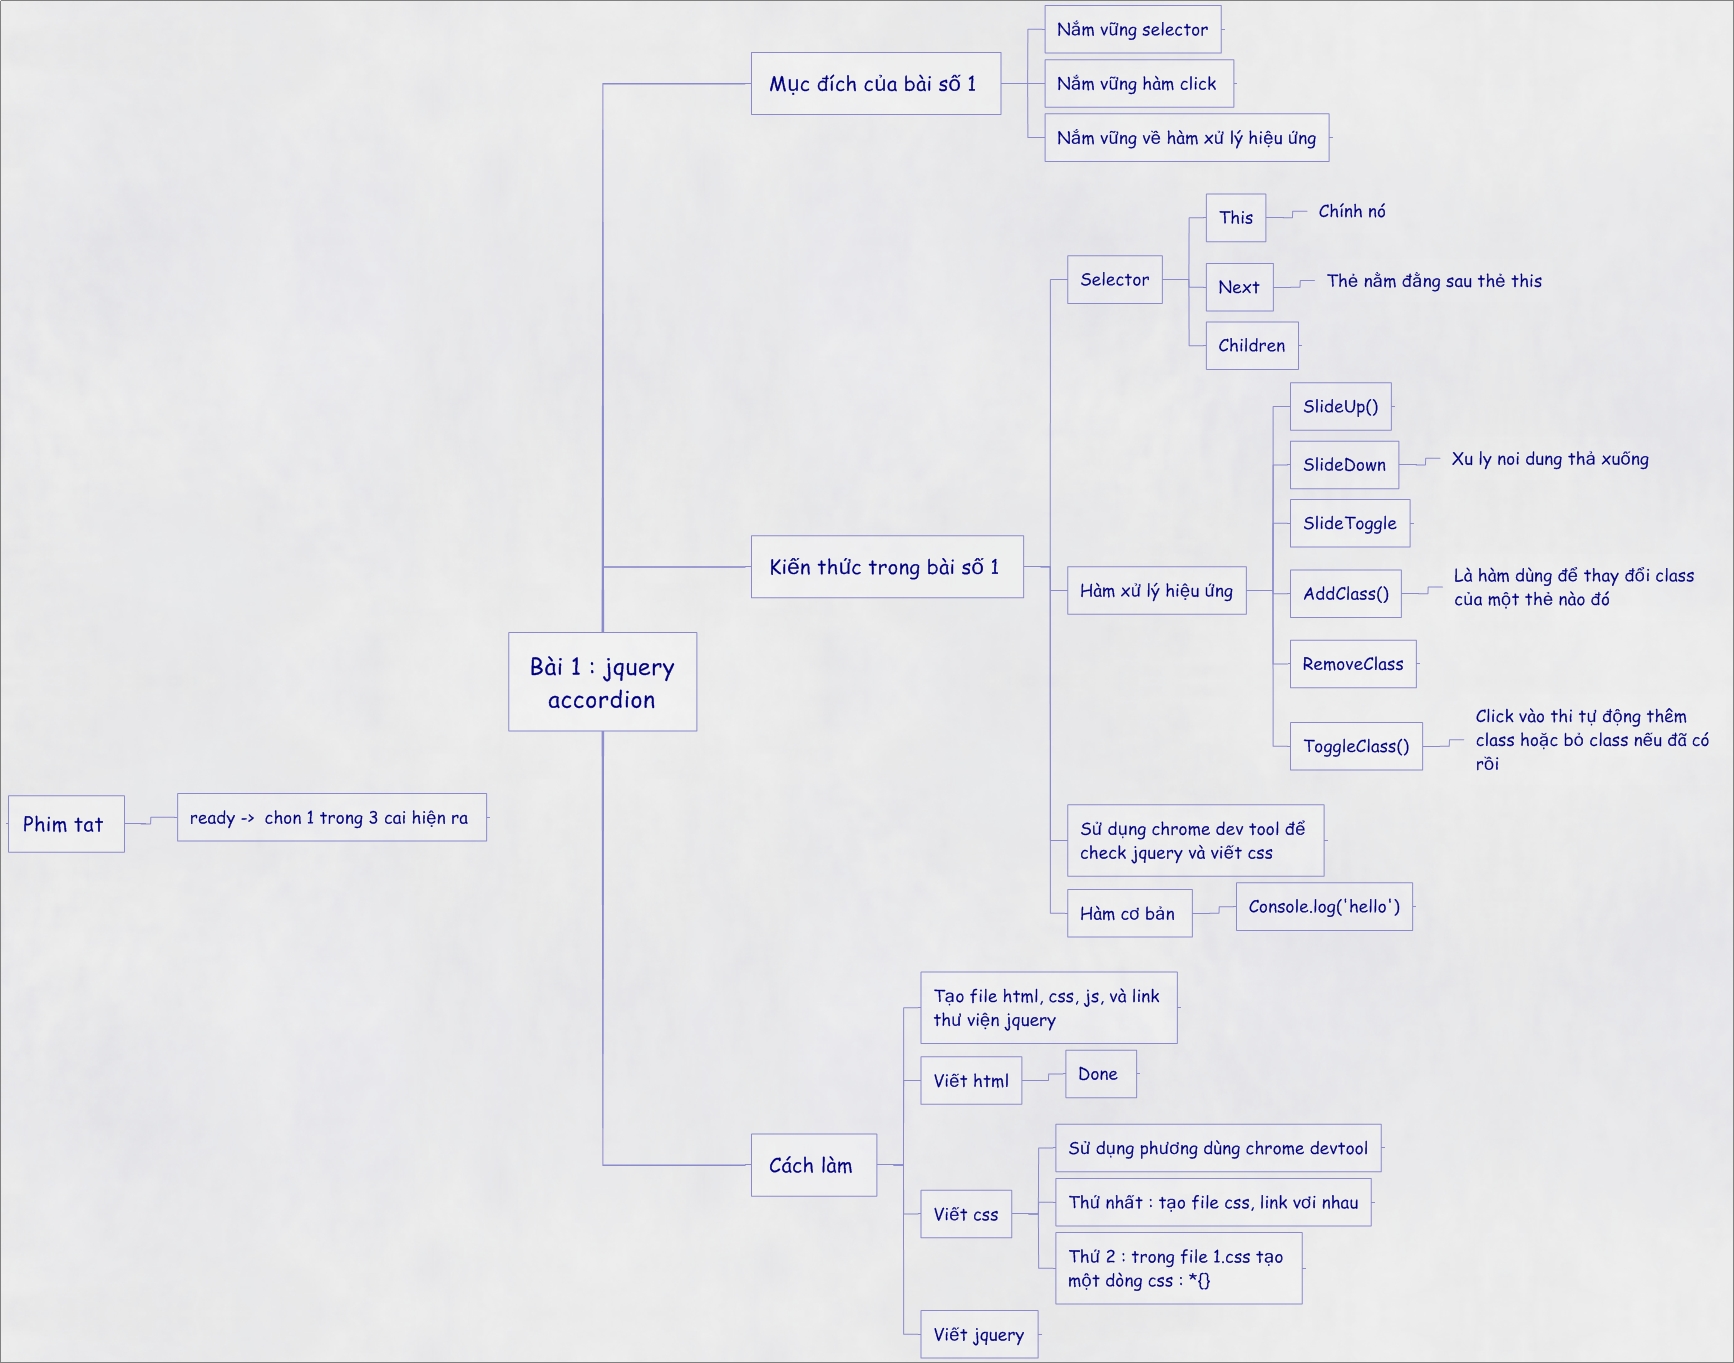 Nắm vững selector
Mục đích của bài số 1
Nắm vững hàm click
Nắm vững về hàm xử lý hiệu ứng
This
Chính nó
Selector
Next
Thẻ nằm đằng sau thẻ this
Children
SlideUp()
SlideDown
Xu ly noi dung thả xuống
SlideToggle
Kiến thức trong bài số 1
Hàm xử lý hiệu ứng
AddClass()
Là hàm dùng để thay đổi class
của một thẻ nào đó
RemoveClass
ToggleClass()
Click vào thi tự động thêm
class hoặc bỏ class nếu đã có
rồi
Bài 1 : jquery
accordion
Phim tat
ready -> chon 1 trong 3 cai hiện ra
Sử dụng chrome dev tool để
check jquery và viết css
Hàm cơ bản
Console.log('hello')
Tạo file html, css, js, và link
thư viện jquery
Viết html
Done
Cách làm
Sử dụng phương dùng chrome devtool
Viết css
Thứ nhất : tạo file css, link vơi nhau
Thứ 2 : trong file 1.css tạo
một dòng css : *{}
Viết jquery